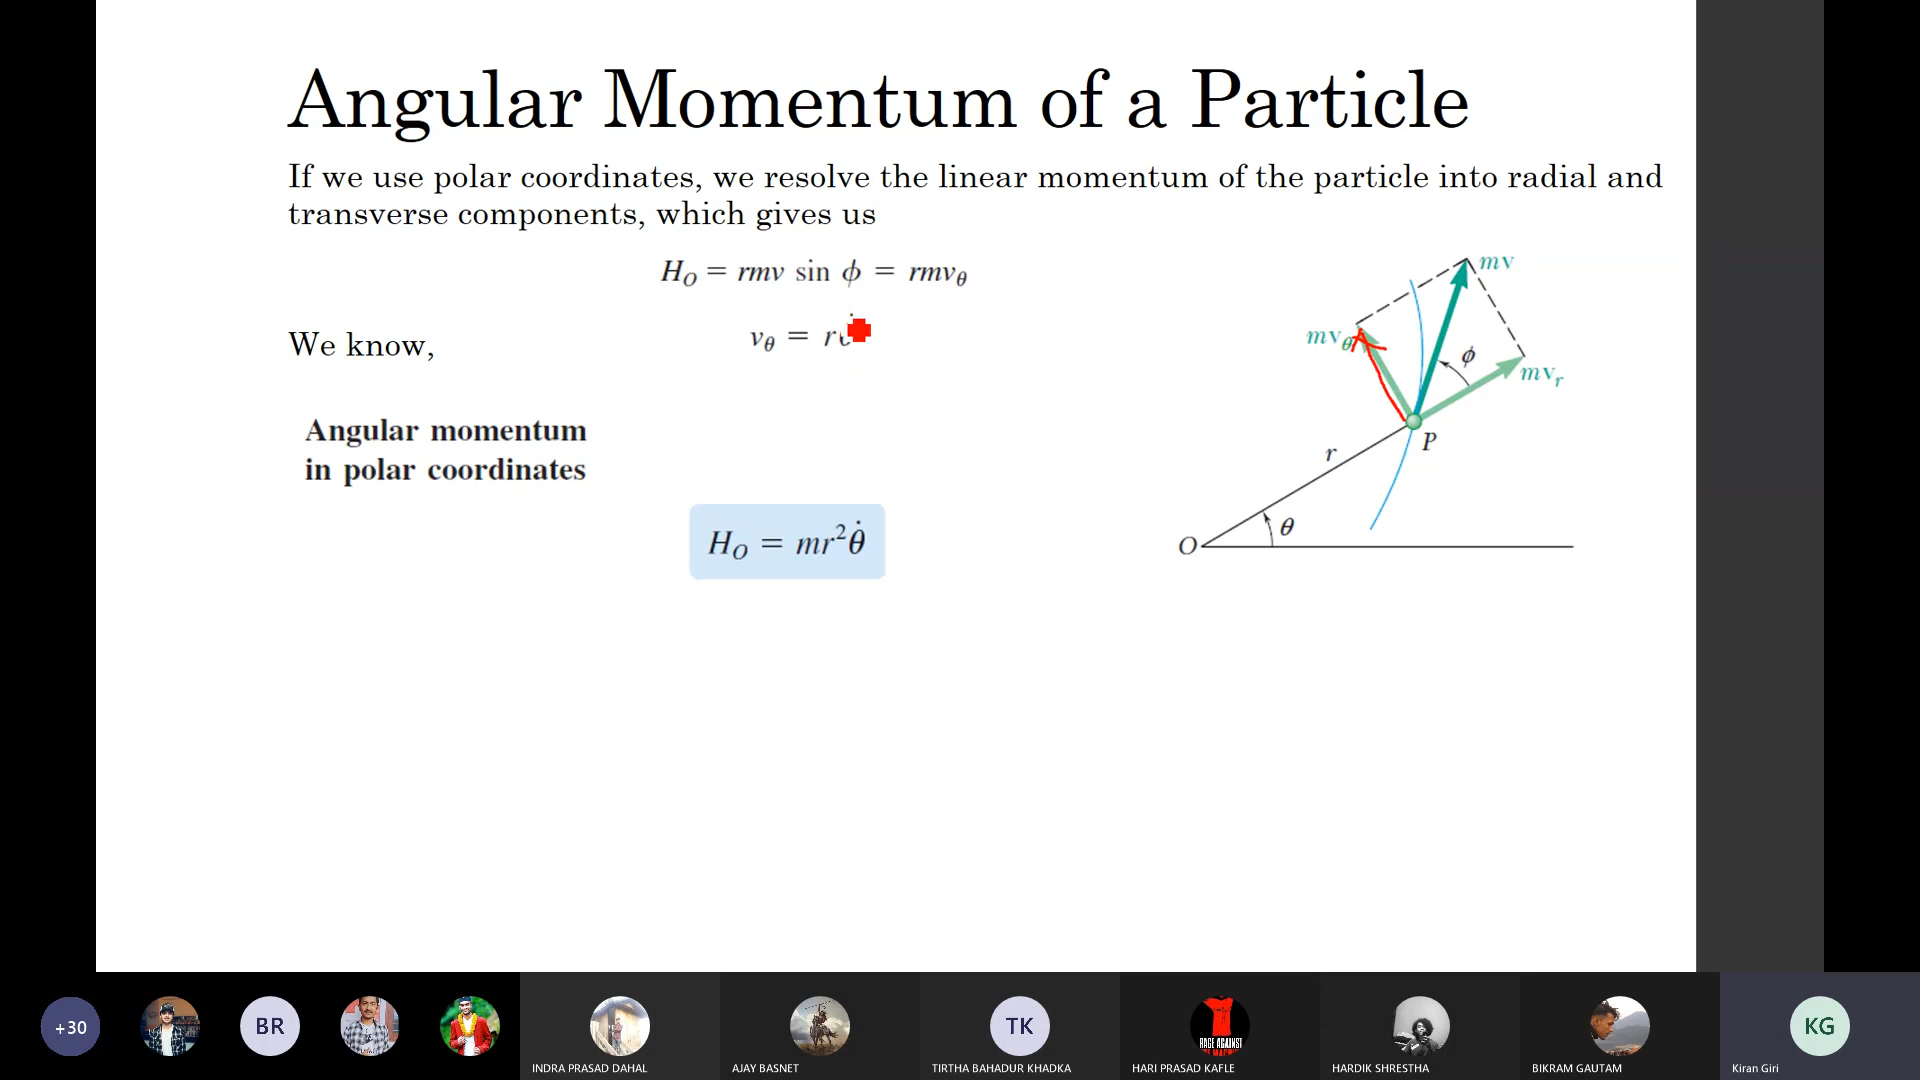 Angular Momentum of a Particle
If we use polar coordinates, we resolve the linear momentum of the particle into radial and
transverse components, which gives us
H_O = rmv sin ϕ = rmv_θ
We know,
v_θ = r
Angular momentum
in polar coordinates
H_O = mr²θ̇
mv
mv_θ
ϕ
mv_r
P
r
θ
O
+30
BR
TK
RAGE AGAINST
KG
INDRA PRASAD DAHAL
AJAY BASNET
TIRTHA BAHADUR KHADKA
HARI PRASAD KAFLE
HARDIK SHRESTHA
BIKRAM GAUTAM
Kiran Giri